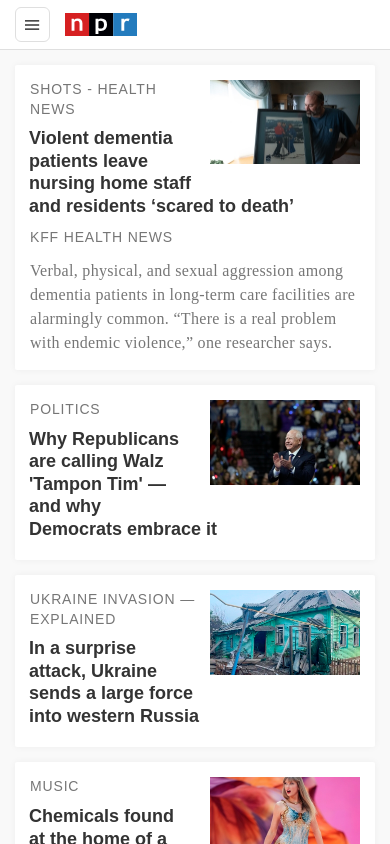 npr
SHOTS - HEALTH
NEWS
Violent dementia
patients leave
nursing home staff
and residents ‘scared to death’
KFF HEALTH NEWS
Verbal, physical, and sexual aggression among
dementia patients in long-term care facilities are
alarmingly common. “There is a real problem
with endemic violence,” one researcher says.
POLITICS
Why Republicans
are calling Walz
'Tampon Tim' —
and why
Democrats embrace it
UKRAINE INVASION —
EXPLAINED
In a surprise
attack, Ukraine
sends a large force
into western Russia
MUSIC
Chemicals found
at the home of a